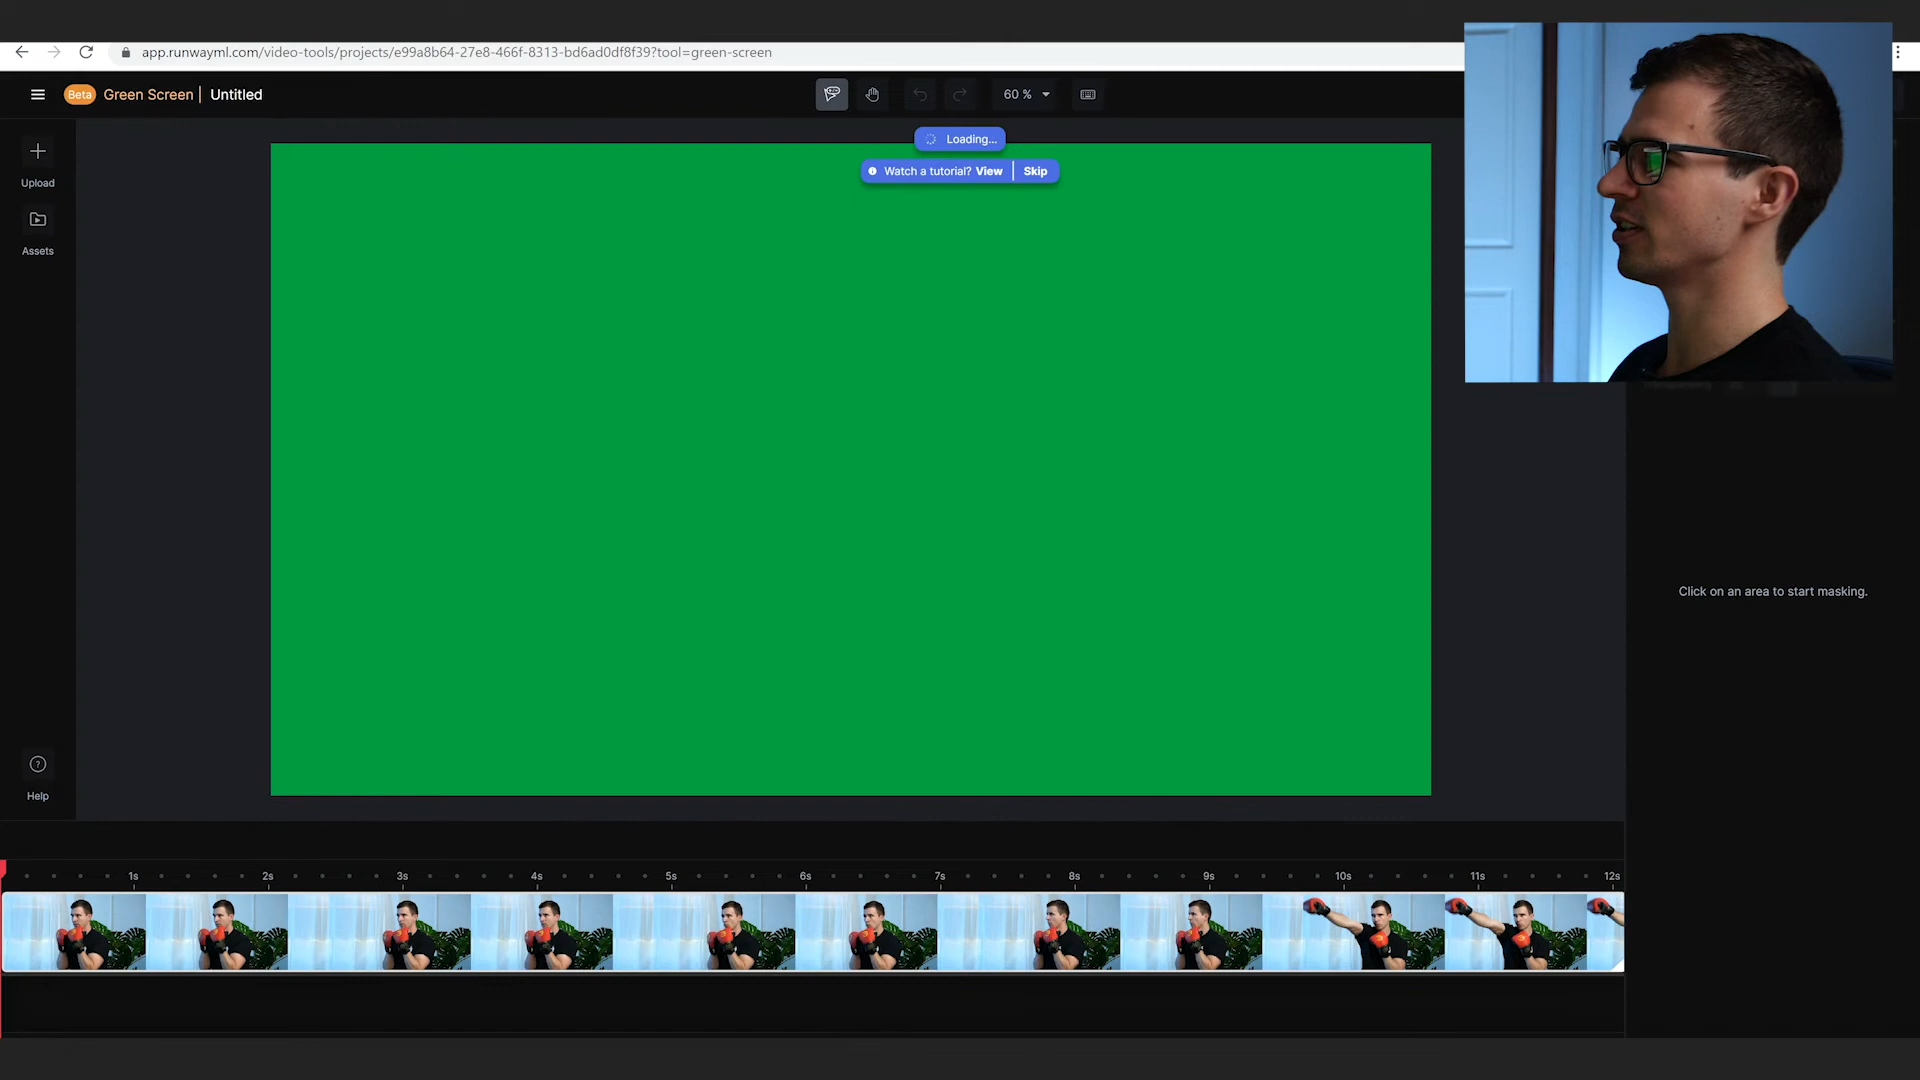 app.runwayml.com/video-tools/projects/e99a8b64-27e8-466f-8313-bd6ad0df8f39?tool=green-screen
Beta Green Screen | Untitled
60 %
Loading...
Watch a tutorial? View Skip
Upload
Assets
Click on an area to start masking.
Help
1s 2s 3s 4s 5s 6s 7s 8s 9s 10s 11s 12s